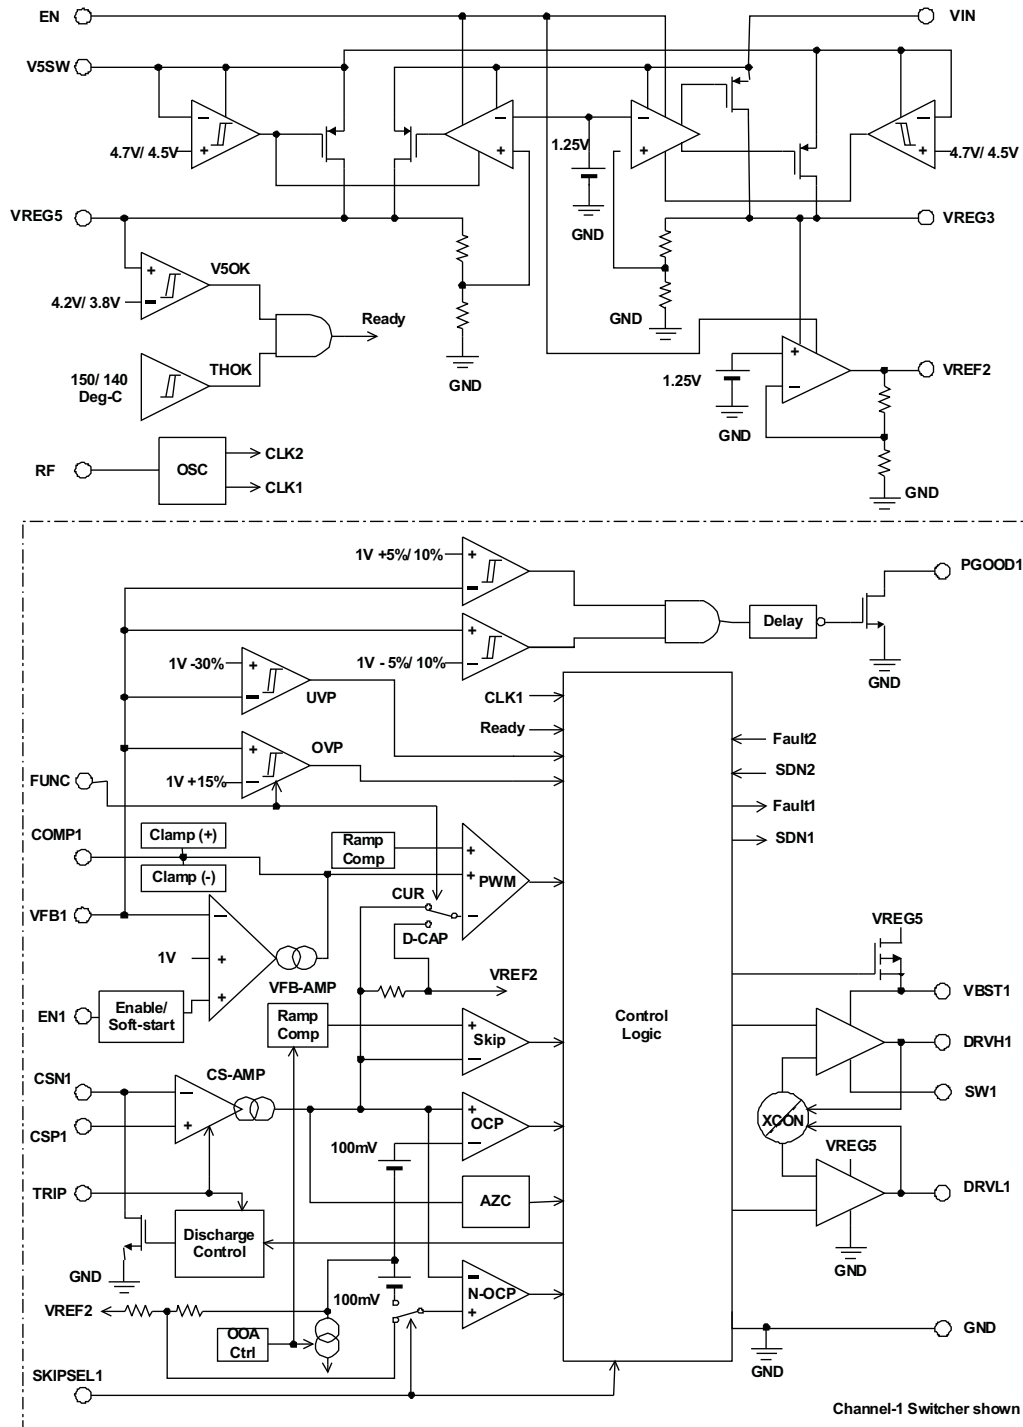 EN
VIN
V5SW
4.7V/ 4.5V
1.25V
4.7V/ 4.5V
VREG5
GND
VREG3
V5OK
4.2V/ 3.8V
Ready
GND
THOK
150/ 140
Deg-C
GND
1.25V
VREF2
GND
RF
OSC
CLK2
CLK1
GND
1V +5%/ 10%
PGOOD1
Delay
1V -30%
1V - 5%/ 10%
GND
UVP
CLK1
Ready
OVP
Fault2
FUNC
1V +15%
SDN2
Fault1
COMP1
Clamp (+)
Ramp
Comp
SDN1
Clamp (-)
CUR
PWM
VFB1
D-CAP
VREG5
1V
VFB-AMP
VREF2
EN1
Enable/
Soft-start
Ramp
Comp
Control
Logic
VBST1
Skip
DRVH1
CSN1
CS-AMP
SW1
CSP1
OCP
XCON
100mV
VREG5
TRIP
AZC
DRVL1
Discharge
Control
GND
GND
100mV
N-OCP
VREF2
OOA
Ctrl
GND
SKIPSEL1
GND
Channel-1 Switcher shown